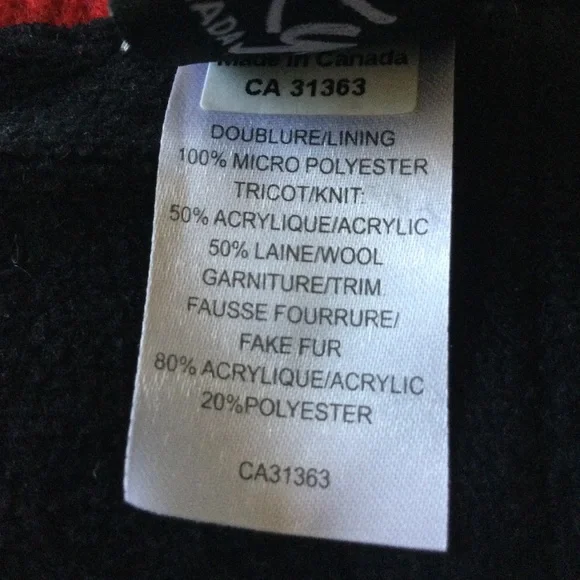 ANADA
Made in Canada
CA 31363
DOUBLURE/LINING
100% MICRO POLYESTER
TRICOT/KNIT:
50% ACRYLIQUE/ACRYLIC
50% LAINE/WOOL
GARNITURE/TRIM
FAUSSE FOURRURE/
FAKE FUR
80% ACRYLIQUE/ACRYLIC
20%POLYESTER
CA31363